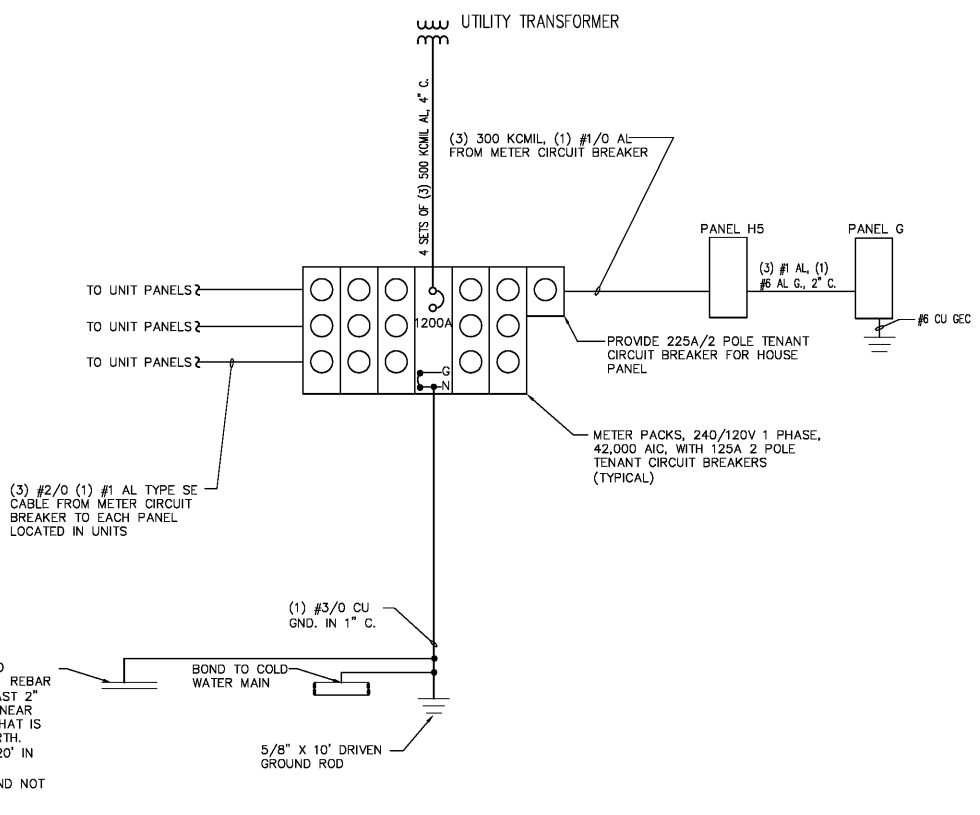 UTILITY TRANSFORMER
4 SETS OF (3) 500 KCMIL AL, 4" C.
(3) 300 KCMIL, (1) #1/0 AL
FROM METER CIRCUIT BREAKER
PANEL H5
PANEL G
(3) #1 AL, (1)
#6 AL G., 2" C.
#6 CU GEC
TO UNIT PANELS
TO UNIT PANELS
TO UNIT PANELS
1200A
G
N
PROVIDE 225A/2 POLE TENANT
CIRCUIT BREAKER FOR HOUSE
PANEL
METER PACKS, 240/120V 1 PHASE,
42,000 AIC, WITH 125A 2 POLE
TENANT CIRCUIT BREAKERS
(TYPICAL)
(3) #2/0 (1) #1 AL TYPE SE
CABLE FROM METER CIRCUIT
BREAKER TO EACH PANEL
LOCATED IN UNITS
(1) #3/0 CU
GND. IN 1" C.
BOND TO COLD
WATER MAIN
REBAR
2"
NEAR
IS
20' IN
NOT
5/8" X 10' DRIVEN
GROUND ROD